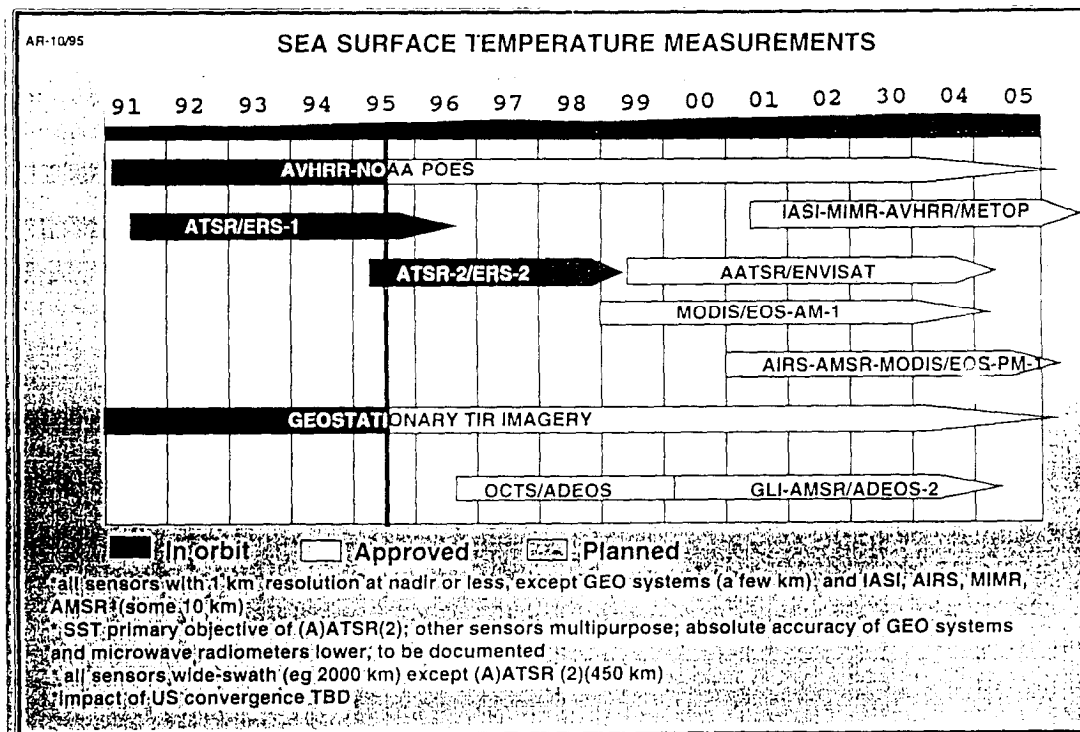 AR-10/95
SEA SURFACE TEMPERATURE MEASUREMENTS
91 92 93 94 95 96 97 98 99 00 01 02 30 04 05
AVHRR-NOAA POES
IASI-MIMR-AVHRR/METOP
ATSR/ERS-1
ATSR-2/ERS-2
AATSR/ENVISAT
MODIS/EOS-AM-1
AIRS-AMSR-MODIS/EOS-PM-1
GEOSTATIONARY TIR IMAGERY
OCTS/ADEOS
GLI-AMSR/ADEOS-2
In orbit Approved Planned
*all sensors with 1 km resolution at nadir or less, except GEO systems (a few km), and IASI, AIRS, MIMR,
AMSR (some 10 km)
* SST primary objective of (A)ATSR(2); other sensors multipurpose; absolute accuracy of GEO systems
and microwave radiometers lower, to be documented
*all sensors wide-swath (eg 2000 km) except (A)ATSR (2)(450 km)
*Impact of US convergence TBD